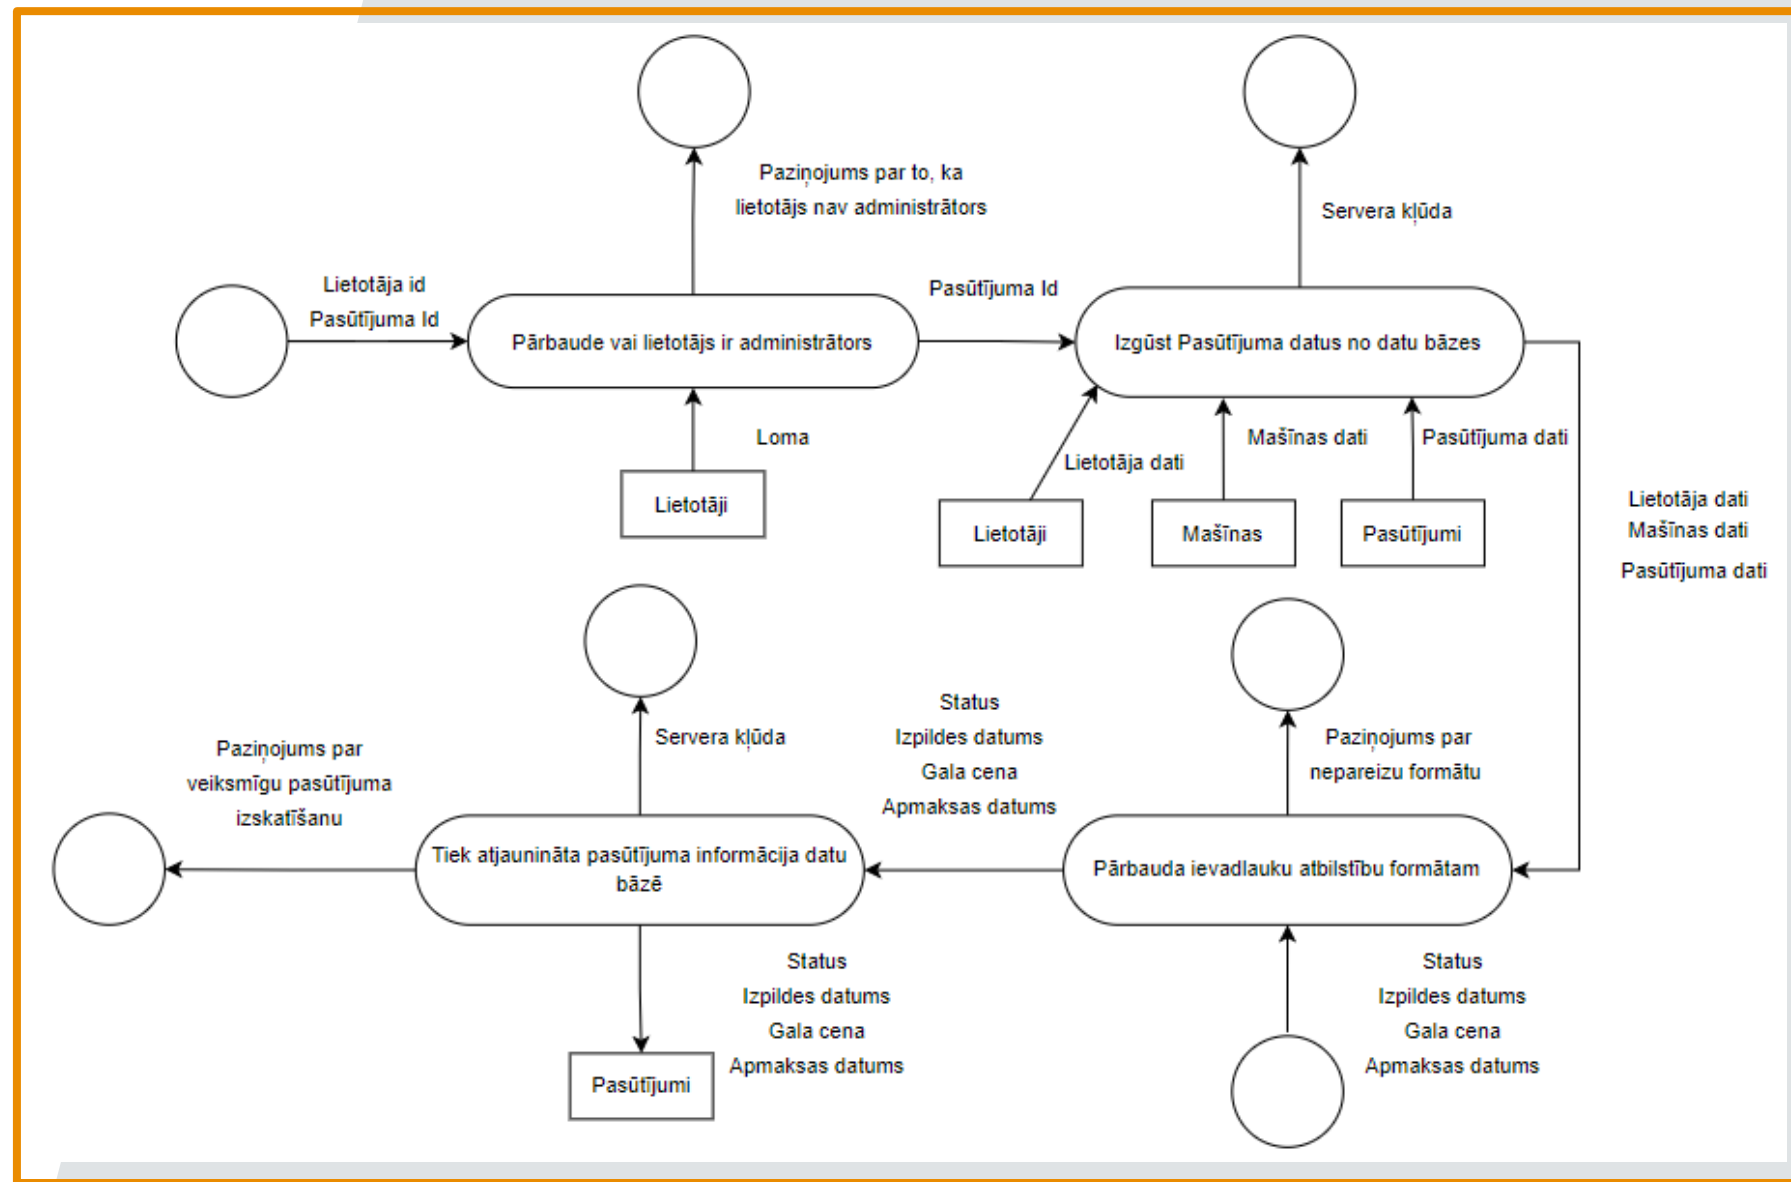 Paziņojums par to, ka
lietotājs nav administrātors
Servera kļūda
Lietotāja id
Pasūtījuma Id
Pārbaude vai lietotājs ir administrātors
Pasūtījuma Id
Izgūst Pasūtījuma datus no datu bāzes
Loma
Lietotāji
Lietotāja dati
Mašīnas dati
Pasūtījuma dati
Lietotāji
Mašīnas
Pasūtījumi
Lietotāja dati
Mašīnas dati
Pasūtījuma dati
Paziņojums par
nepareizu formātu
Pārbauda ievadlauku atbilstību formātam
Status
Izpildes datums
Gala cena
Apmaksas datums
Status
Izpildes datums
Gala cena
Apmaksas datums
Servera kļūda
Tiek atjaunināta pasūtījuma informācija datu
bāzē
Paziņojums par
veiksmīgu pasūtījuma
izskatīšanu
Status
Izpildes datums
Gala cena
Apmaksas datums
Pasūtījumi